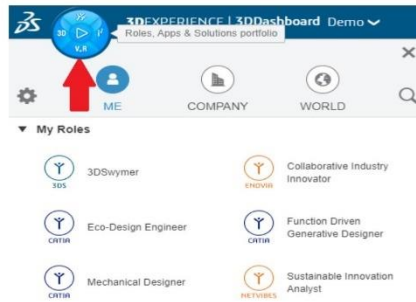 3DEXPERIENCE | 3DDashboard Demo
3D
V.R
Roles, Apps & Solutions portfolio
ME
COMPANY
WORLD
My Roles
3DS
3DSwymer
ENOVIA
Collaborative Industry
Innovator
CATIA
Eco-Design Engineer
CATIA
Function Driven
Generative Designer
CATIA
Mechanical Designer
NETVIBES
Sustainable Innovation
Analyst